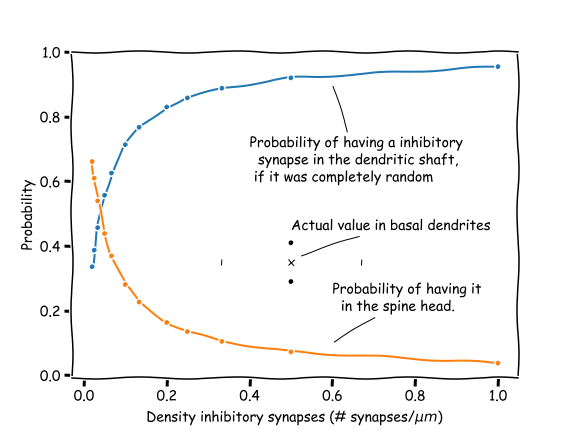 1.0
0.8
0.6
0.4
0.2
0.0
Probability
Probability of having a inhibitory
synapse in the dendritic shaft,
if it was completely random
Actual value in basal dendrites
Probability of having it
in the spine head.
0.0 0.2 0.4 0.6 0.8 1.0
Density inhibitory synapses (# synapses/μm)